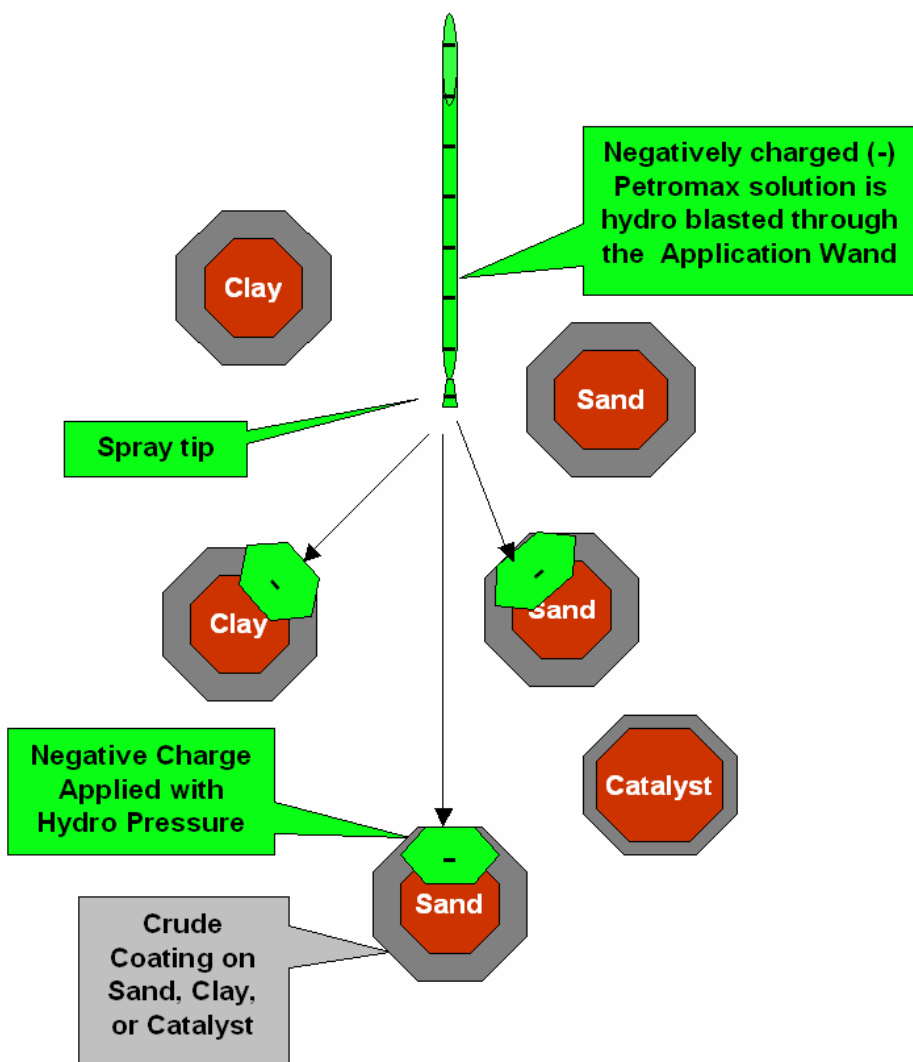 Negatively charged (-)
Petromax solution is
hydro blasted through
the Application Wand
Clay
Sand
Spray tip
Clay
-
Sand
-
Negative Charge
Applied with
Hydro Pressure
Catalyst
-
Sand
Crude
Coating on
Sand, Clay,
or Catalyst